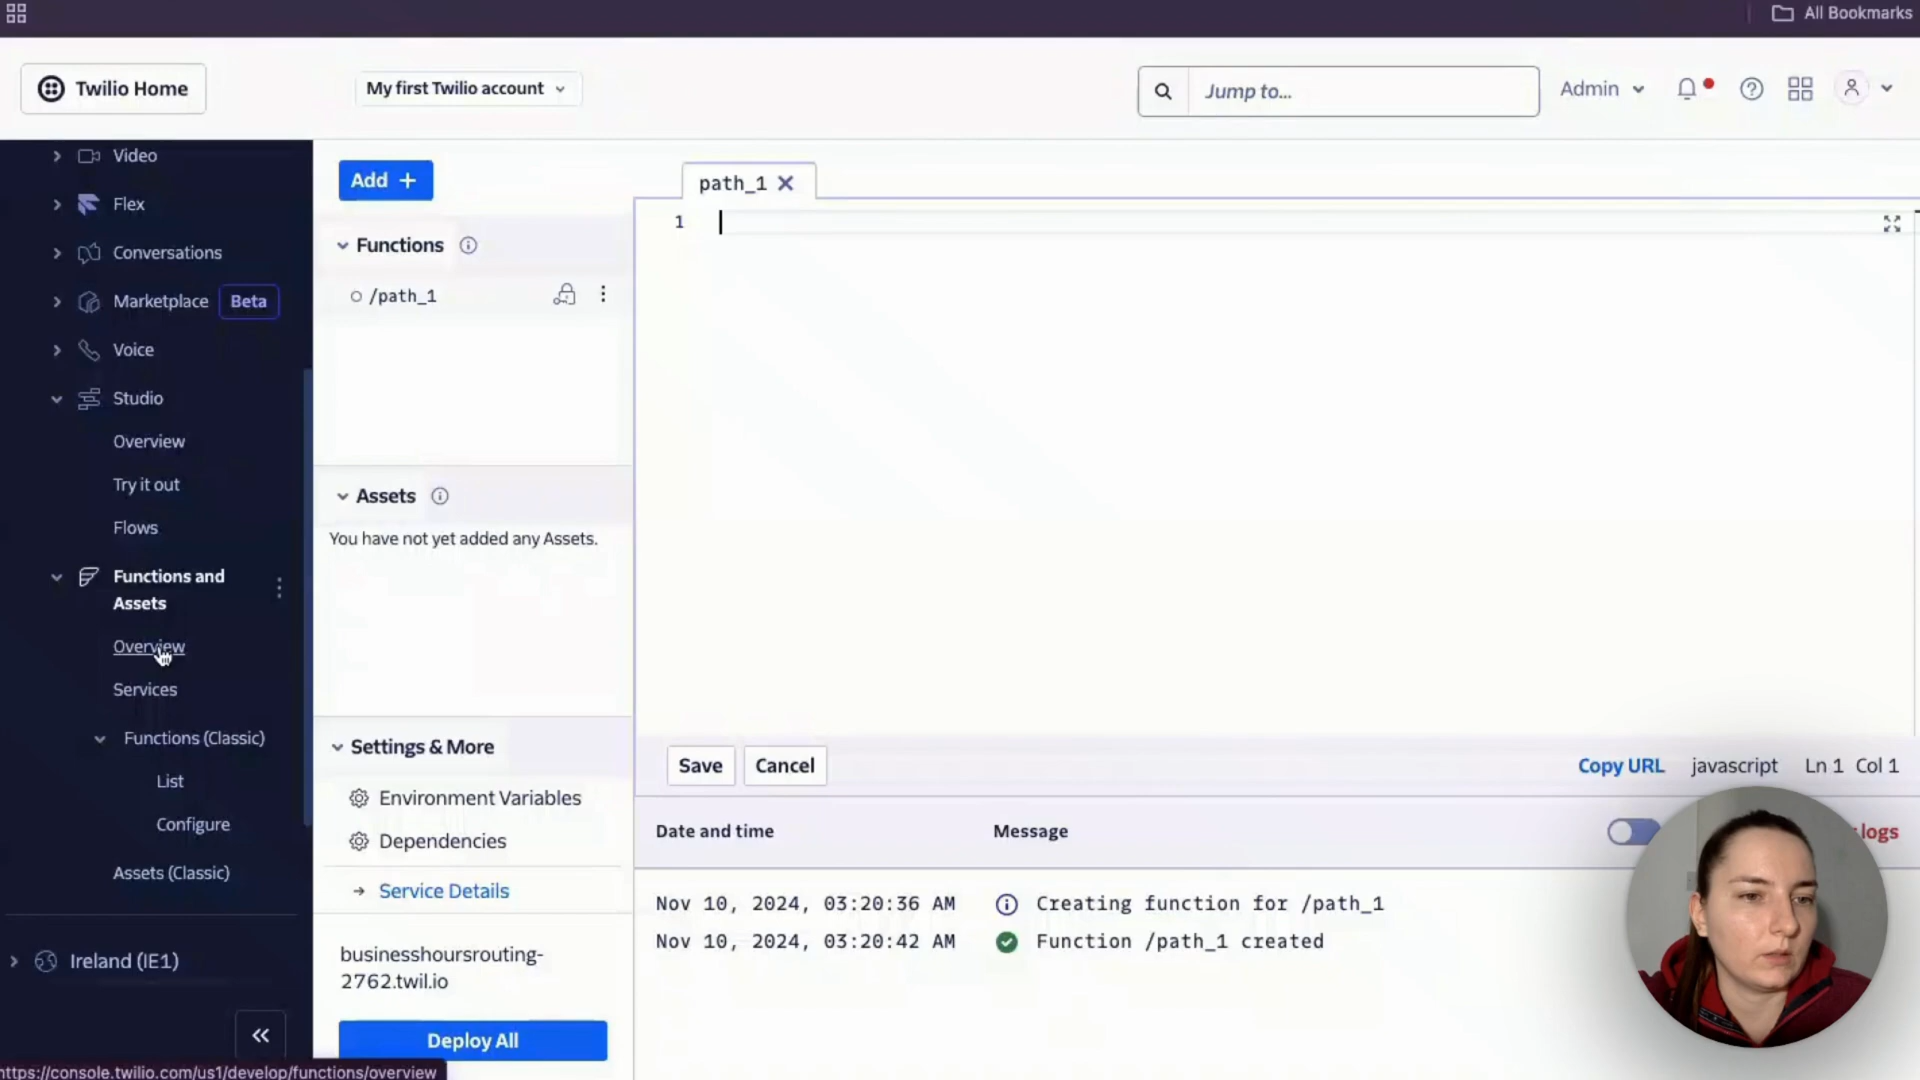 All Bookmarks
Twilio Home
My first Twilio account
Jump to...
Admin
Video
Flex
Conversations
Marketplace Beta
Voice
Studio
Overview
Try it out
Flows
Functions and
Assets
Overview
Services
Functions (Classic)
List
Configure
Assets (Classic)
Ireland (IE1)
https://console.twilio.com/us1/develop/functions/overview
Add +
Functions
/path_1
Assets
You have not yet added any Assets.
Settings & More
Environment Variables
Dependencies
Service Details
businesshoursrouting-
2762.twil.io
Deploy All
path_1
1
Save Cancel
Copy URL javascript Ln 1 Col 1
Date and time Message
logs
Nov 10, 2024, 03:20:36 AM Creating function for /path_1
Nov 10, 2024, 03:20:42 AM Function /path_1 created